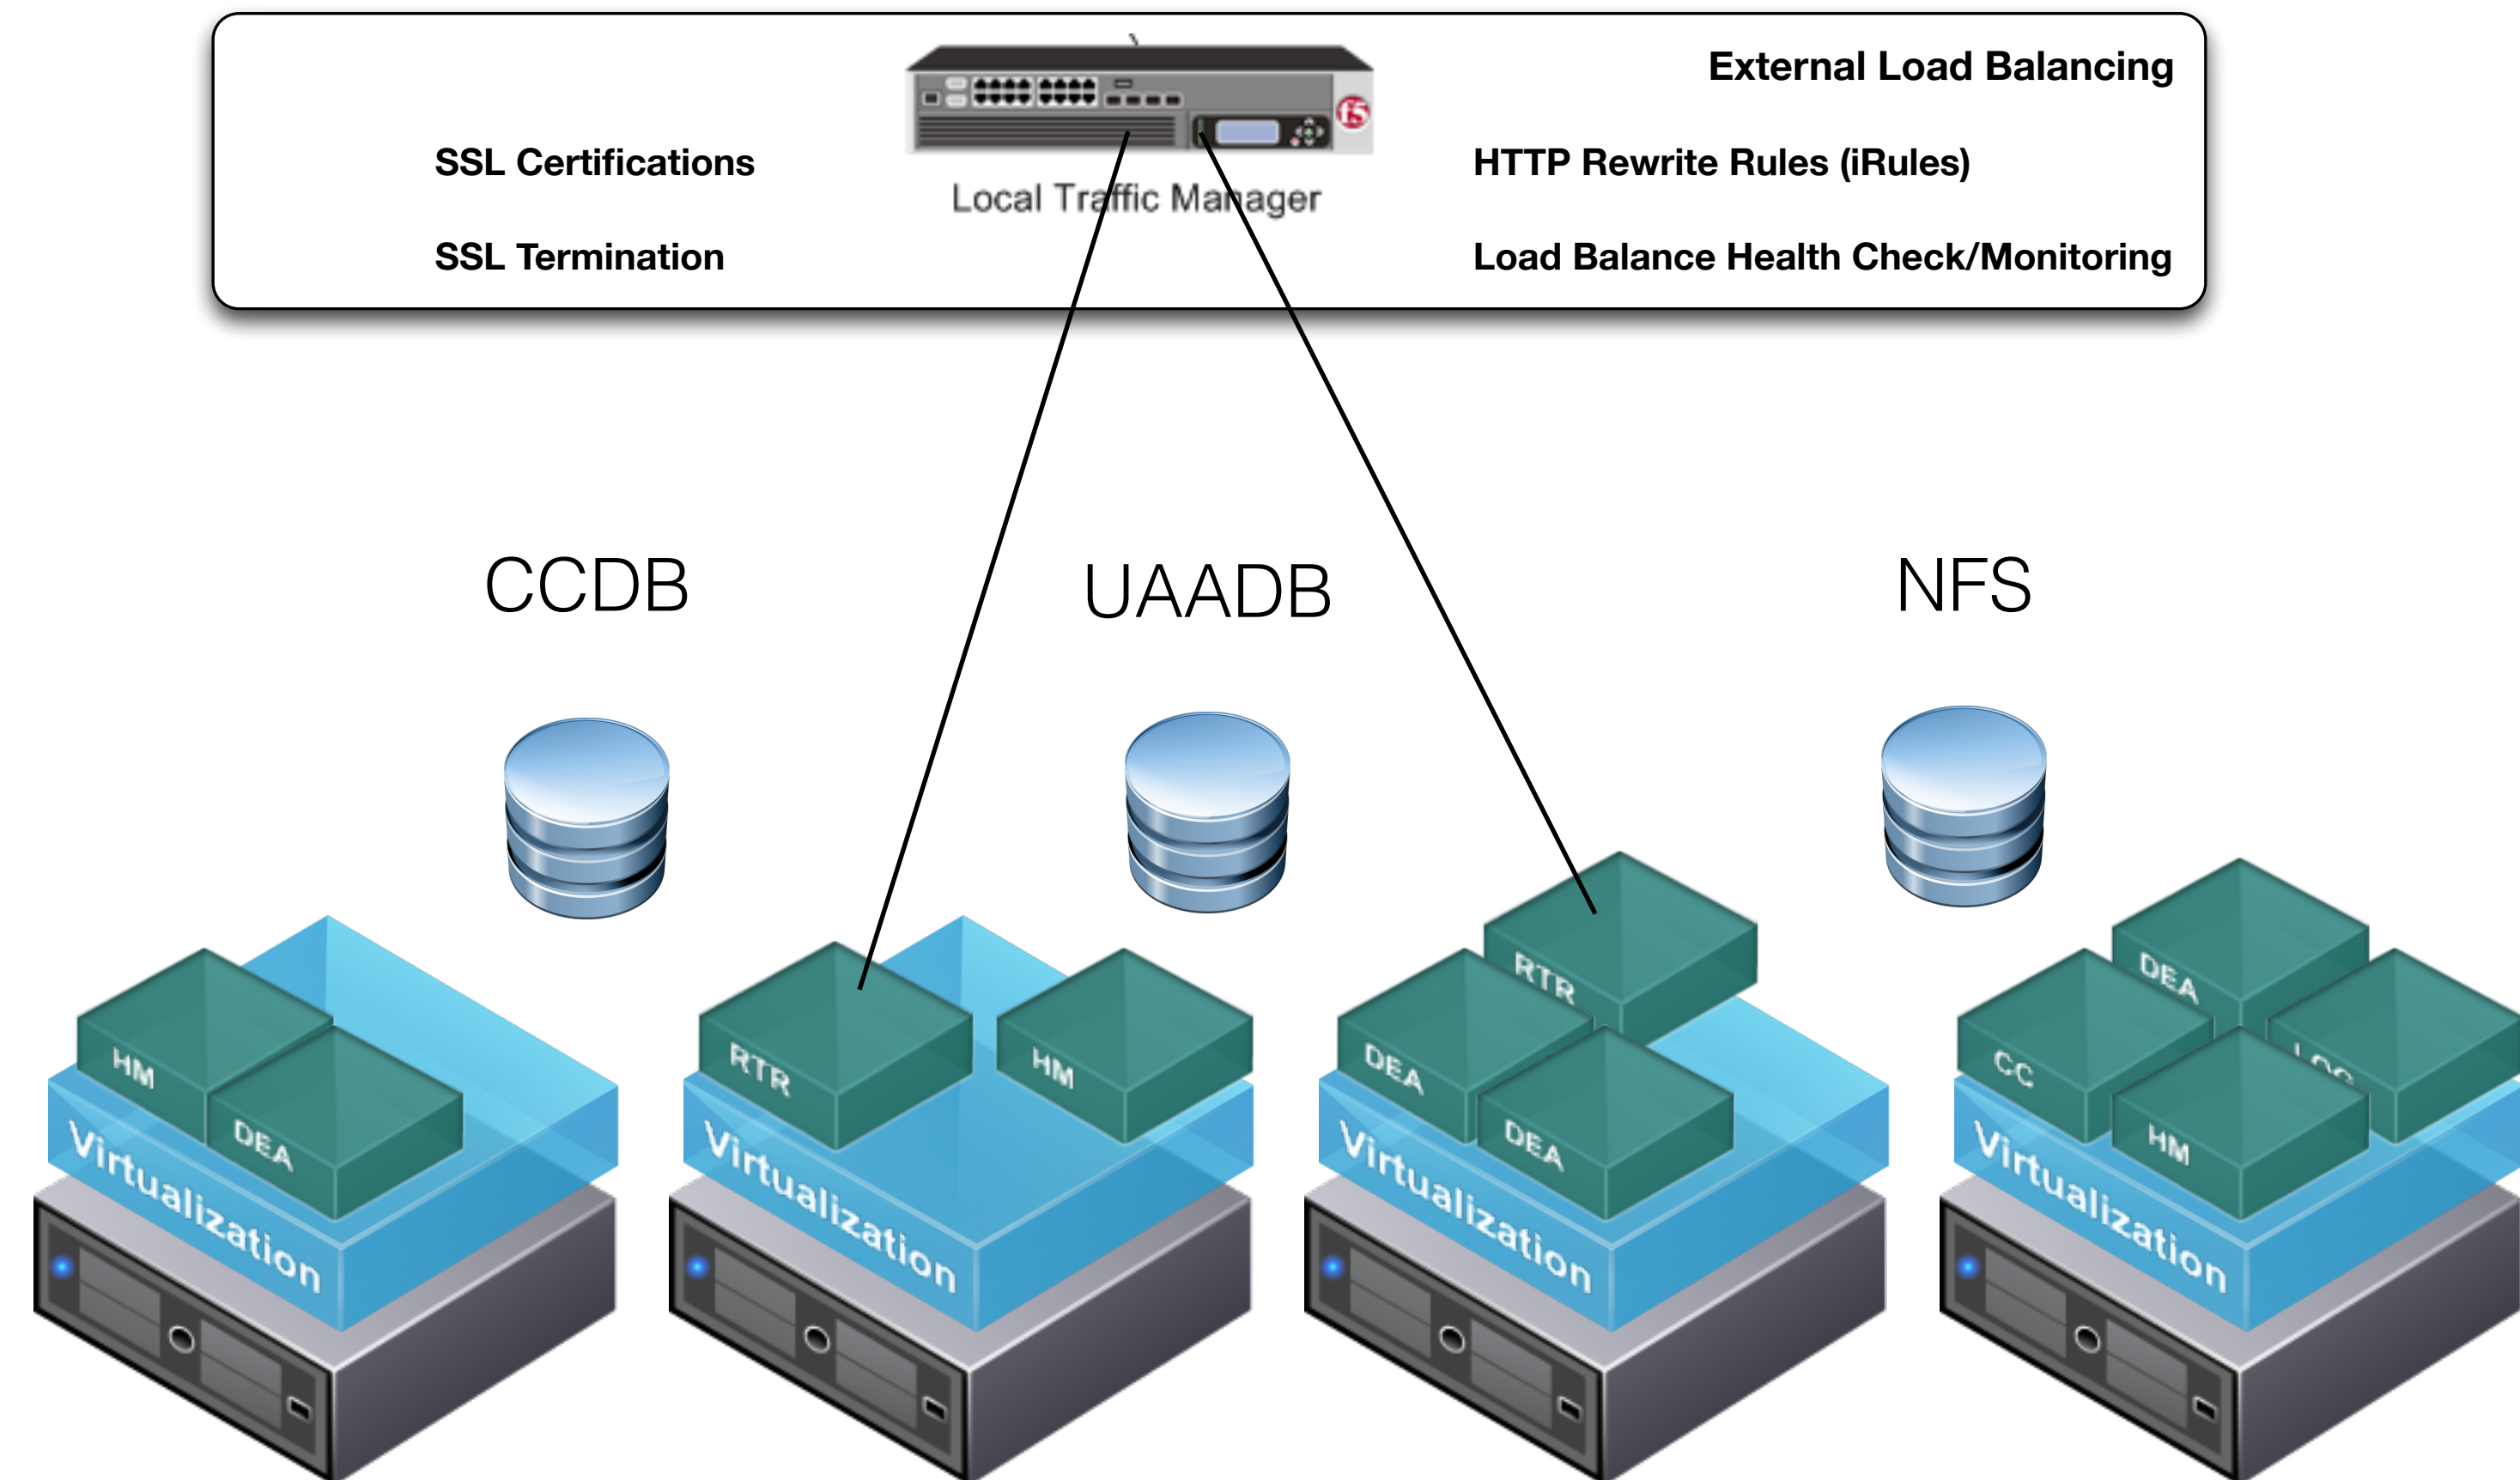 External Load Balancing
f5
SSL Certifications
HTTP Rewrite Rules (iRules)
Local Traffic Manager
SSL Termination
Load Balance Health Check/Monitoring
CCDB
UAADB
NFS
HM
DEA
Virtualization
RTR
HM
Virtualization
RTR
DEA
DEA
Virtualization
DEA
CC
HM
Virtualization